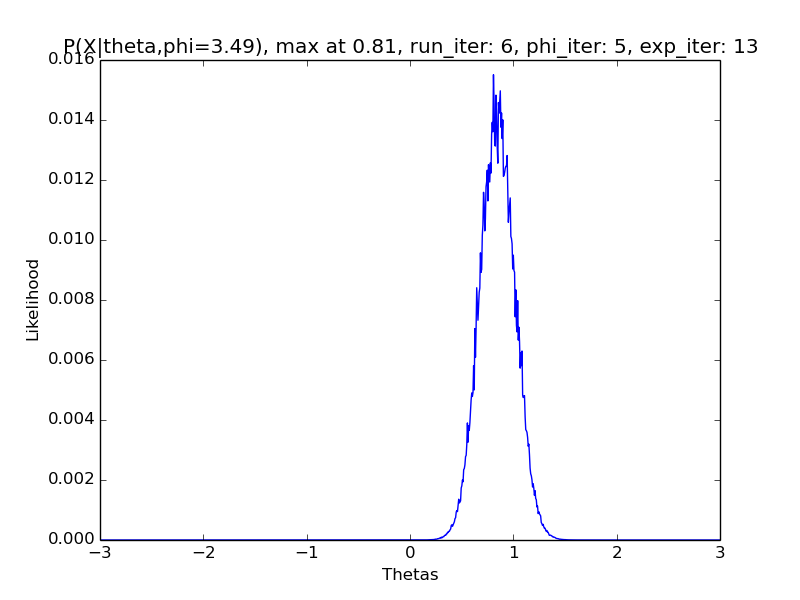 P(X|theta,phi=3.49), max at 0.81, run_iter: 6, phi_iter: 5, exp_iter: 13
0.016
0.014
0.012
0.010
0.008
0.006
0.004
0.002
0.000
Likelihood
−3 −2 −1 0 1 2 3
Thetas